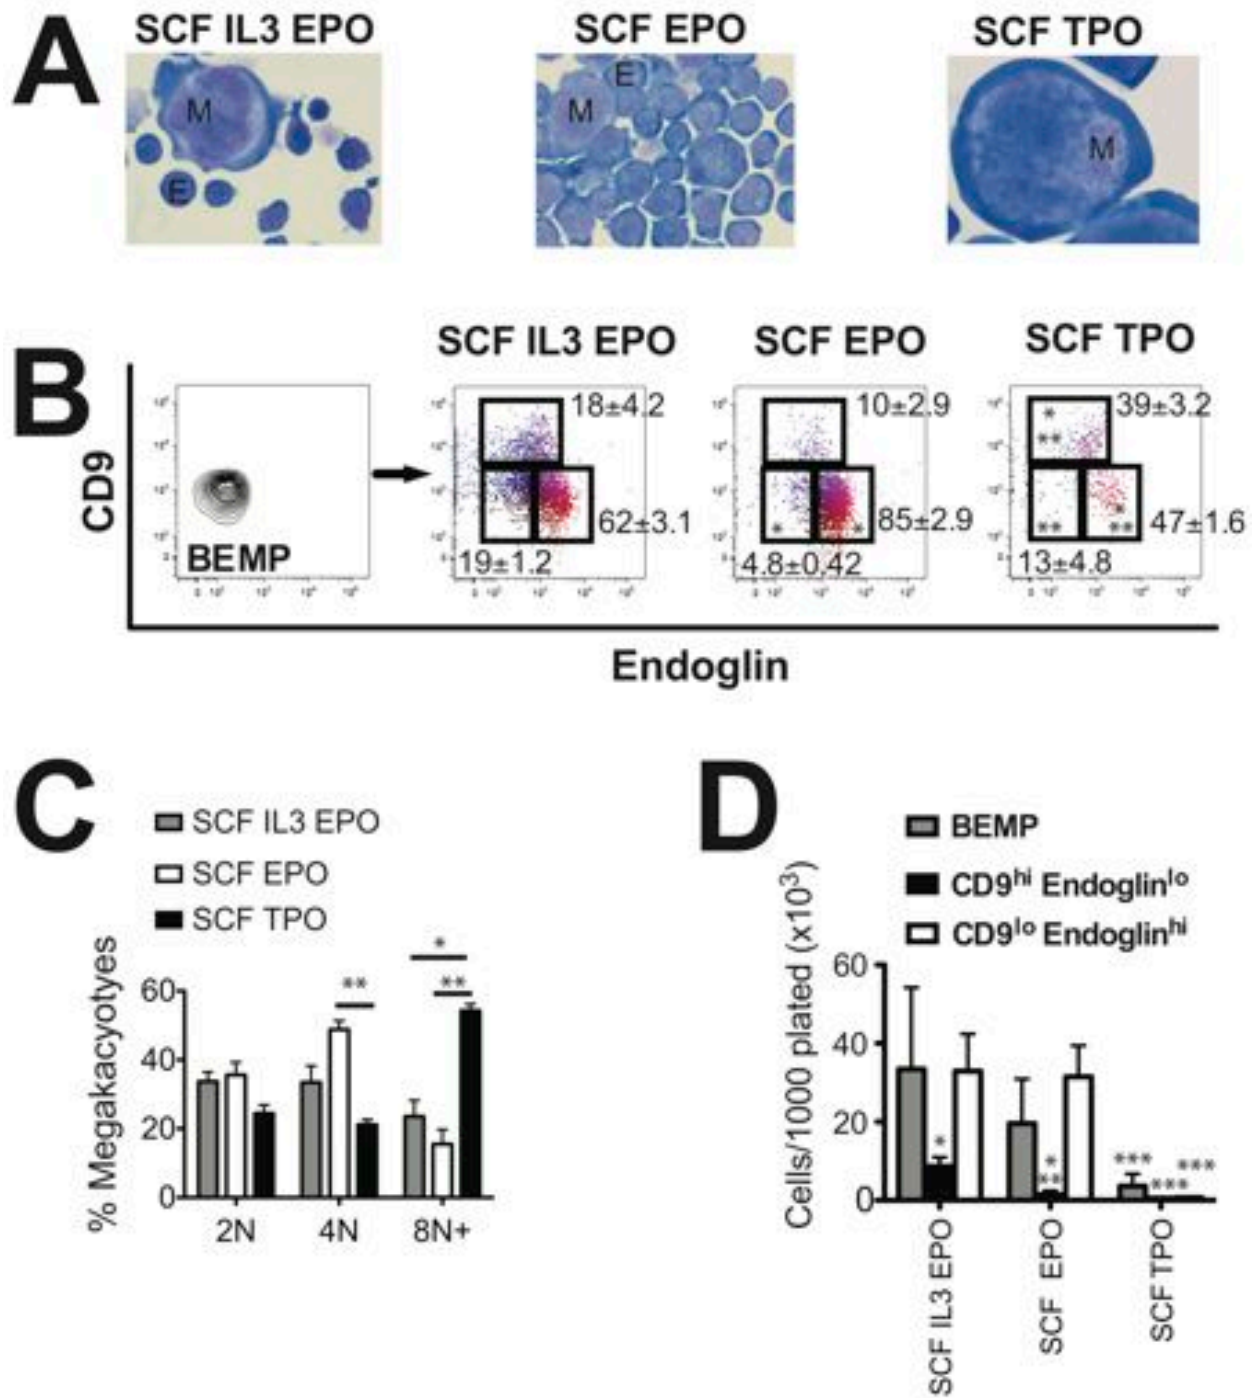 A
SCF IL3 EPO
SCF EPO
SCF TPO
M
E
E
M
M
B
SCF IL3 EPO
SCF EPO
SCF TPO
CD9
BEMP
18±4.2
62±3.1
19±1.2
10±2.9
* *
85±2.9
4.8±0.42
*
**
39±3.2
**
*
**
47±1.6
13±4.8
Endoglin
C
SCF IL3 EPO
SCF EPO
SCF TPO
% Megakacyotyes
60
40
20
0
**
*
**
2N
4N
8N+
D
BEMP
CD9hi Endoglinlo
CD9lo Endoglinhi
Cells/1000 plated (x10³)
60
40
20
0
*
*
**
***
***
***
SCF IL3 EPO
SCF EPO
SCF TPO